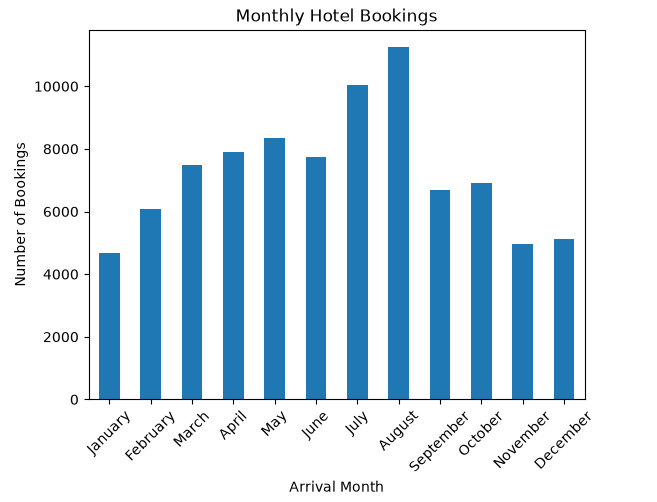 Monthly Hotel Bookings
Number of Bookings
10000
8000
6000
4000
2000
0
January
February
March
April
May
June
July
August
September
October
November
December
Arrival Month